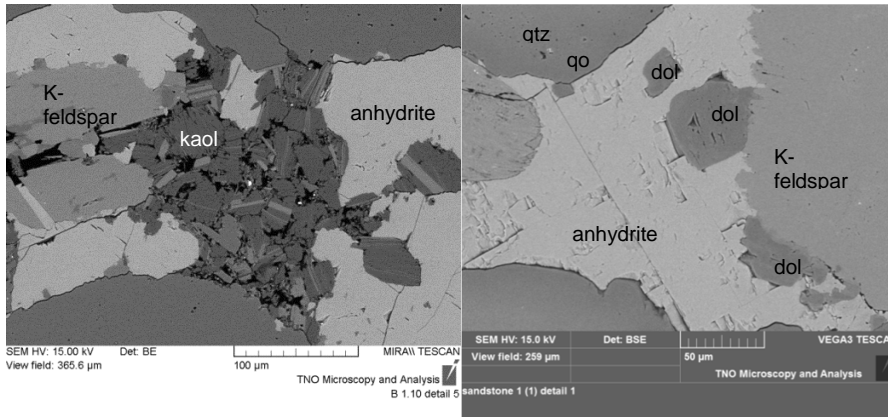 K-
feldspar
kaol
anhydrite
SEM HV: 15.00 kV Det: BE
View field: 365.6 µm
100 µm
MIRA\\ TESCAN
TNO Microscopy and Analysis
B 1.10 detail 5
qtz
qo
dol
dol
K-
feldspar
anhydrite
dol
SEM HV: 15.0 kV Det: BSE
View field: 259 µm
50 µm
VEGA3 TESCA
TNO Microscopy and Analysis
sandstone 1 (1) detail 1